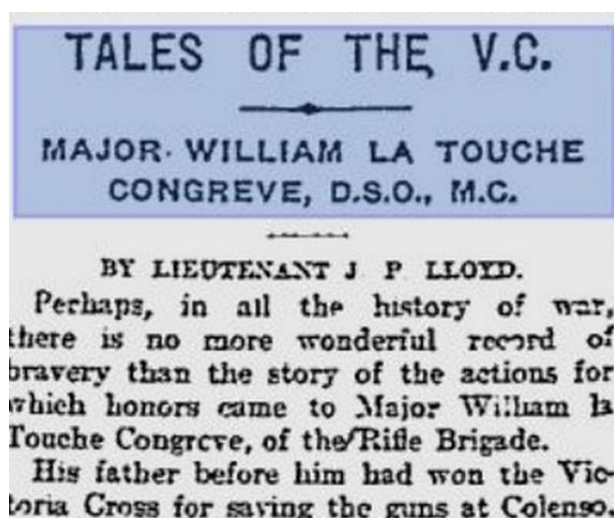 TALES OF THE V.C.
MAJOR WILLIAM LA TOUCHE
CONGREVE, D.S.O., M.C.
BY LIEUTENANT J P LLOYD.
Perhaps, in all the history of war,
there is no more wonderful record of
bravery than the story of the actions for
which honors came to Major William la
Touche Congreve, of the Rifle Brigade.
His father before him had won the Vic-
toria Cross for saving the guns at Colenso,